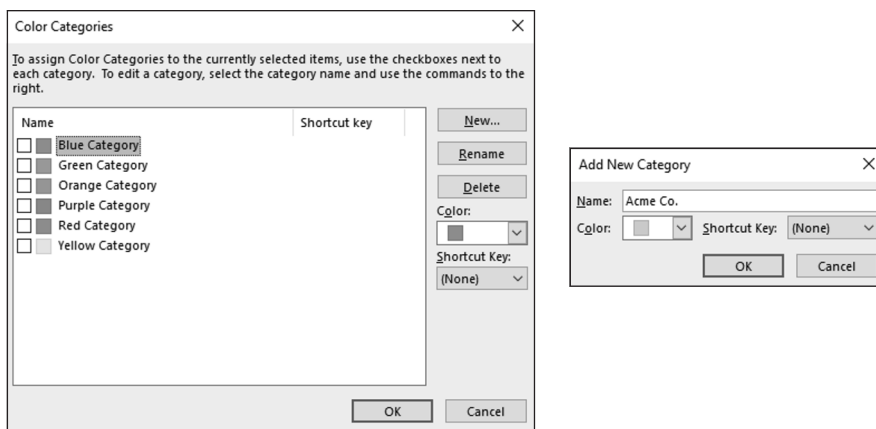 Color Categories
To assign Color Categories to the currently selected items, use the checkboxes next to
each category. To edit a category, select the category name and use the commands to the
right.
Name Shortcut key
Blue Category
Green Category
Orange Category
Purple Category
Red Category
Yellow Category
New...
Rename
Delete
Color:
Shortcut Key:
(None)
OK Cancel
Add New Category
Name: Acme Co.
Color: Shortcut Key: (None)
OK Cancel